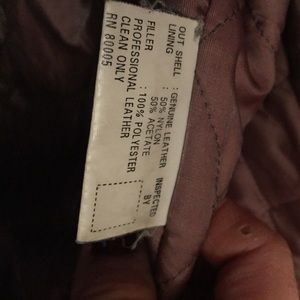 OUT SHELL : GENUINE LEATHER
LINING : 50% NYLON
50% ACETATE
FILLER : 100% POLYESTER
PROFESSIONAL LEATHER
CLEAN ONLY
RN 80005
INSPECTED
BY